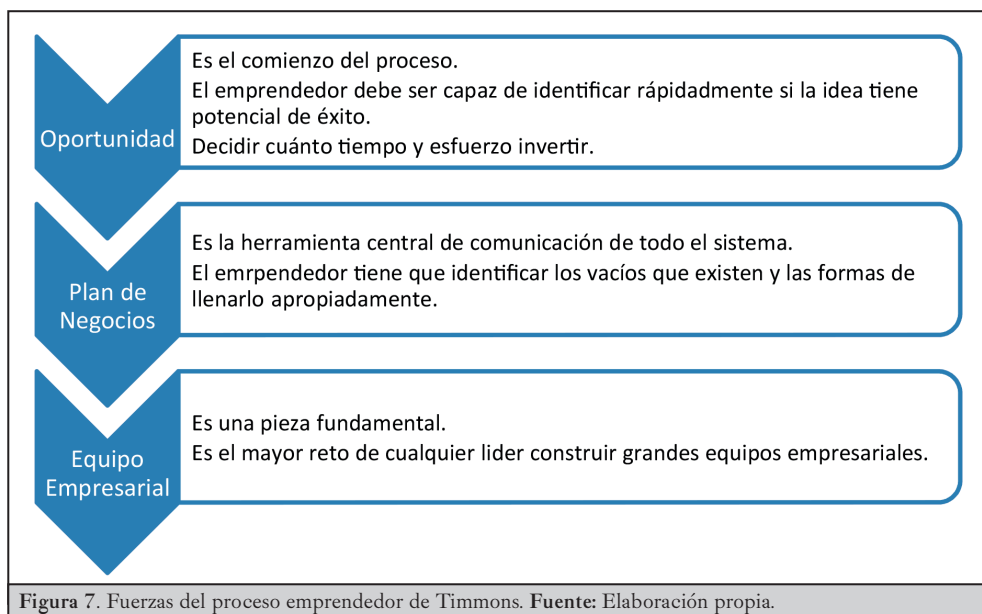 Oportunidad
Es el comienzo del proceso.
El emprendedor debe ser capaz de identificar rápidadmente si la idea tiene
potencial de éxito.
Decidir cuánto tiempo y esfuerzo invertir.
Plan de
Negocios
Es la herramienta central de comunicación de todo el sistema.
El emrpendedor tiene que identificar los vacíos que existen y las formas de
llenarlo apropiadamente.
Equipo
Empresarial
Es una pieza fundamental.
Es el mayor reto de cualquier lider construir grandes equipos empresariales.
Figura 7. Fuerzas del proceso emprendedor de Timmons. Fuente: Elaboración propia.